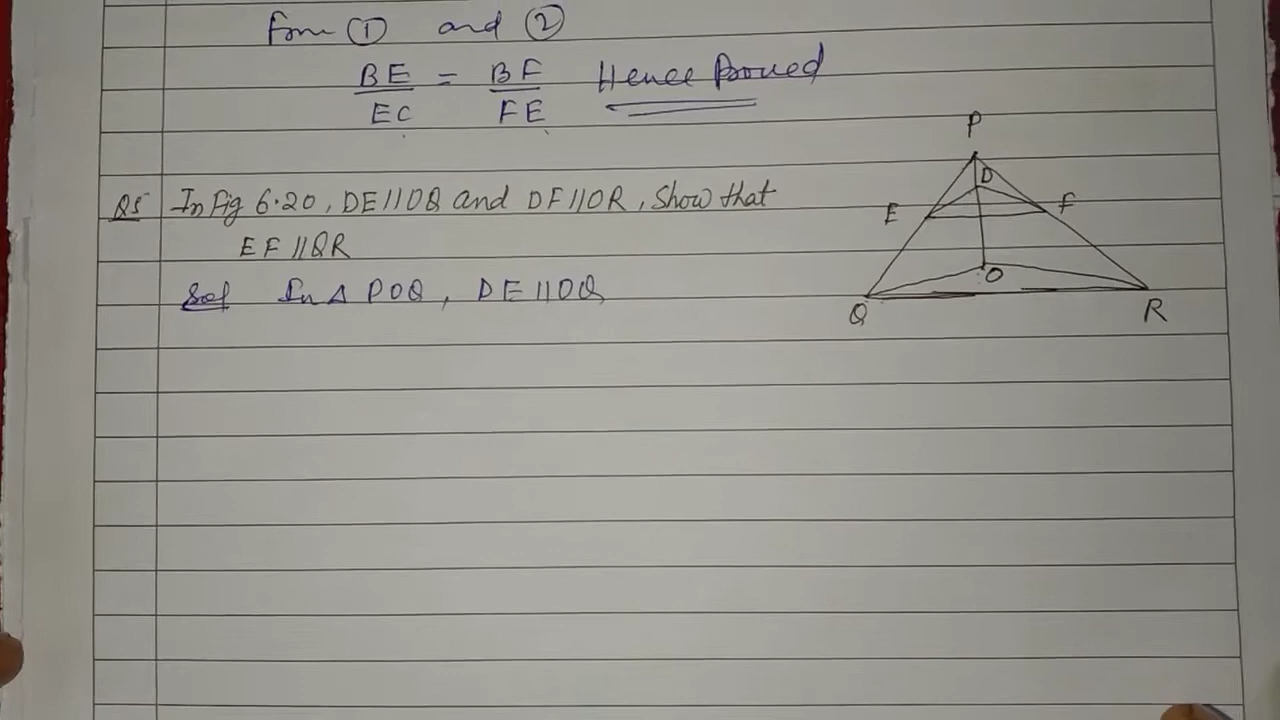 From ① and ②
BE = BF Hence Proved
EC FE
Q5 In Fig 6.20, DE||OQ and DF||OR, Show that
EF||QR
Sol In Δ POQ, DE||OQ
P
D
E F
O
Q R